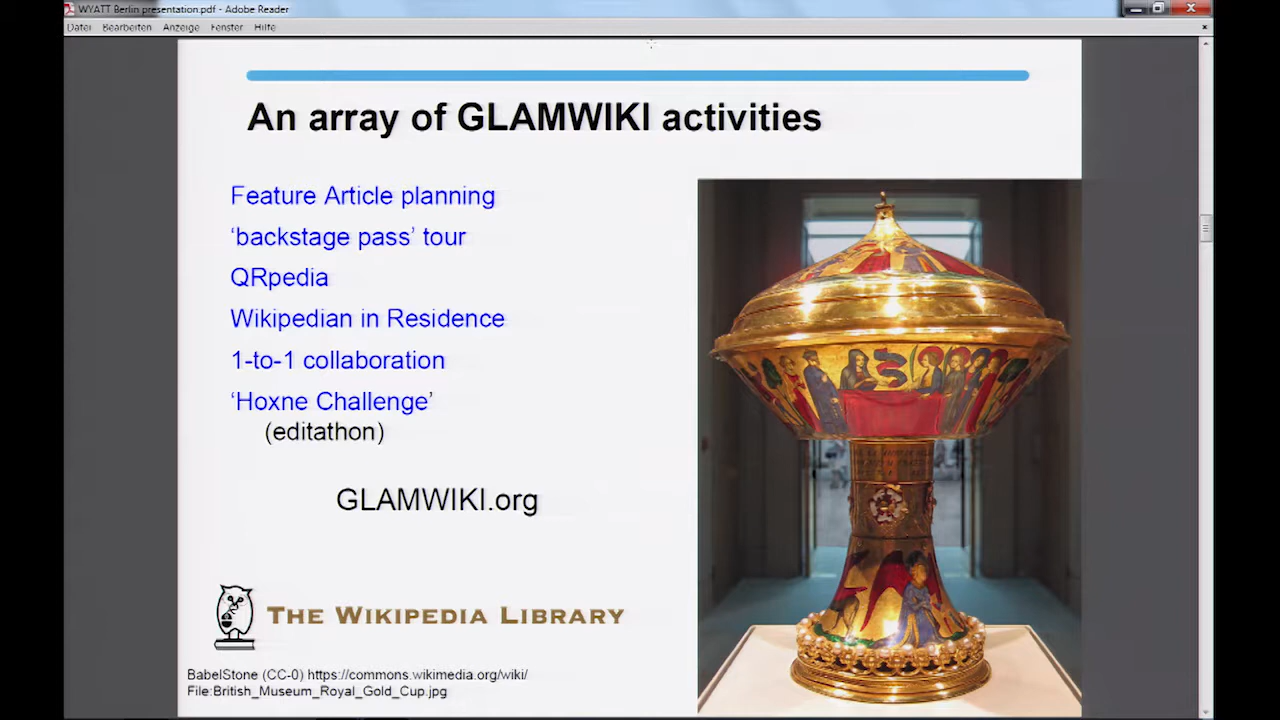 WYATT Berlin presentation.pdf - Adobe Reader
Datei Bearbeiten Anzeige Fenster Hilfe
An array of GLAMWIKI activities
Feature Article planning
‘backstage pass’ tour
QRpedia
Wikipedian in Residence
1-to-1 collaboration
‘Hoxne Challenge’
(editathon)
GLAMWIKI.org
THE WIKIPEDIA LIBRARY
BabelStone (CC-0) https://commons.wikimedia.org/wiki/
File:British_Museum_Royal_Gold_Cup.jpg